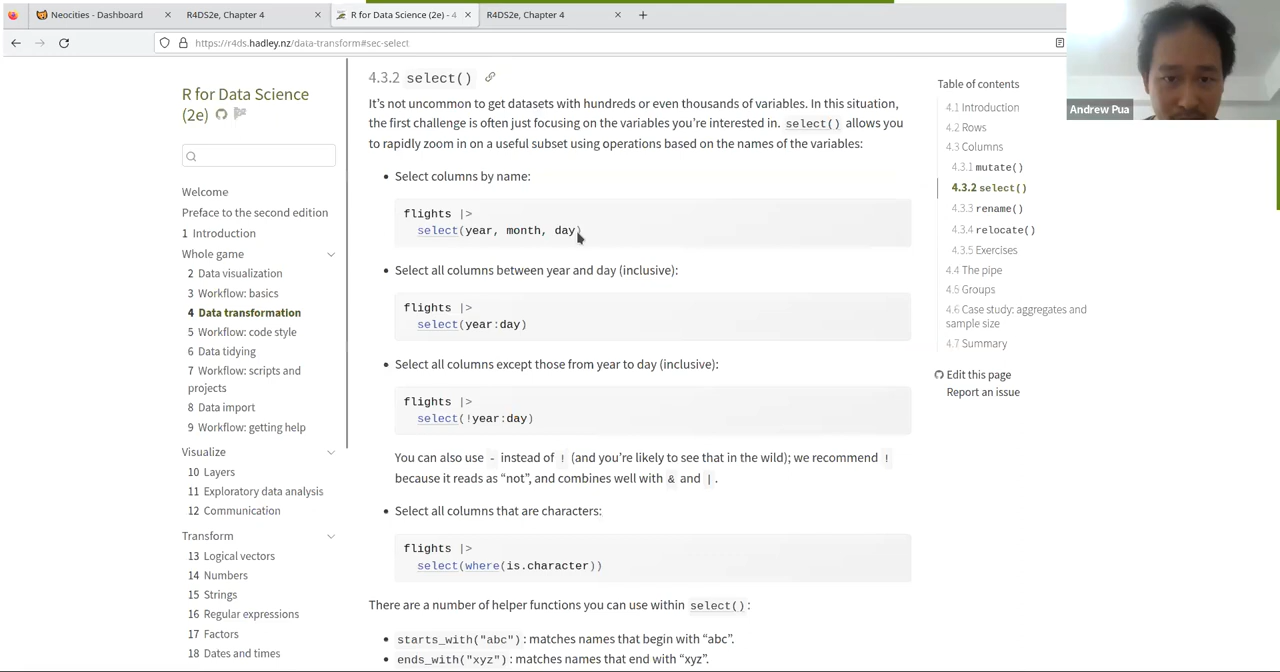 Neocities - Dashboard
R4DS2e, Chapter 4
R for Data Science (2e) - 4
R4DS2e, Chapter 4
https://r4ds.hadley.nz/data-transform#sec-select
Andrew Pua
R for Data Science
(2e)
Welcome
Preface to the second edition
1 Introduction
Whole game
2 Data visualization
3 Workflow: basics
4 Data transformation
5 Workflow: code style
6 Data tidying
7 Workflow: scripts and
projects
8 Data import
9 Workflow: getting help
Visualize
10 Layers
11 Exploratory data analysis
12 Communication
Transform
13 Logical vectors
14 Numbers
15 Strings
16 Regular expressions
17 Factors
18 Dates and times
4.3.2 select()
It’s not uncommon to get datasets with hundreds or even thousands of variables. In this situation,
the first challenge is often just focusing on the variables you’re interested in. select() allows you
to rapidly zoom in on a useful subset using operations based on the names of the variables:
• Select columns by name:
flights |>
select(year, month, day)
• Select all columns between year and day (inclusive):
flights |>
select(year:day)
• Select all columns except those from year to day (inclusive):
flights |>
select(!year:day)
You can also use - instead of ! (and you’re likely to see that in the wild); we recommend !
because it reads as “not”, and combines well with & and |.
• Select all columns that are characters:
flights |>
select(where(is.character))
There are a number of helper functions you can use within select():
• starts_with("abc"): matches names that begin with “abc”.
• ends_with("xyz"): matches names that end with “xyz”.
Table of contents
4.1 Introduction
4.2 Rows
4.3 Columns
4.3.1 mutate()
4.3.2 select()
4.3.3 rename()
4.3.4 relocate()
4.3.5 Exercises
4.4 The pipe
4.5 Groups
4.6 Case study: aggregates and
sample size
4.7 Summary
Edit this page
Report an issue